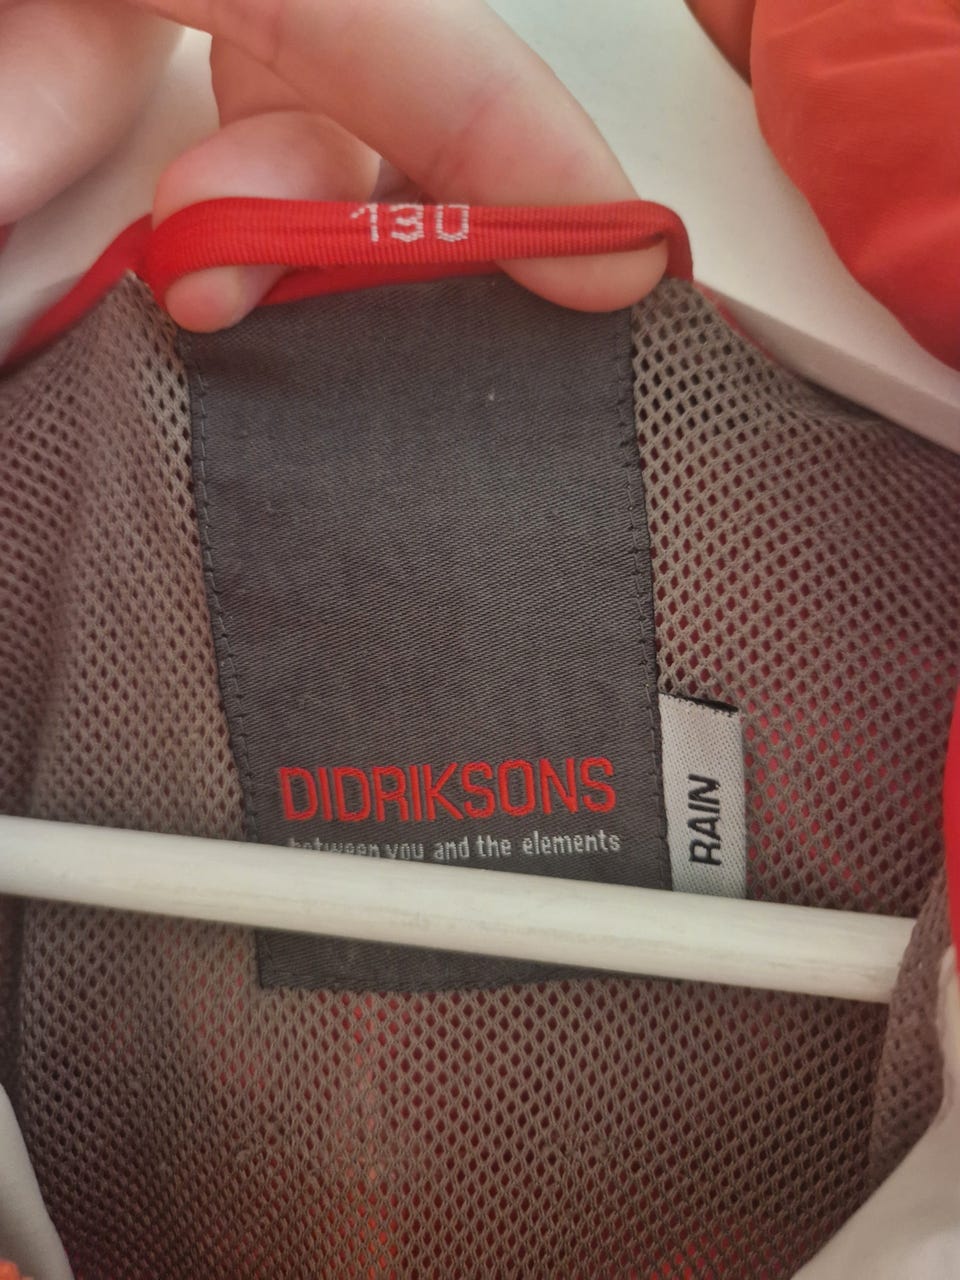 130
DIDRIKSONS
between you and the elements
RAIN